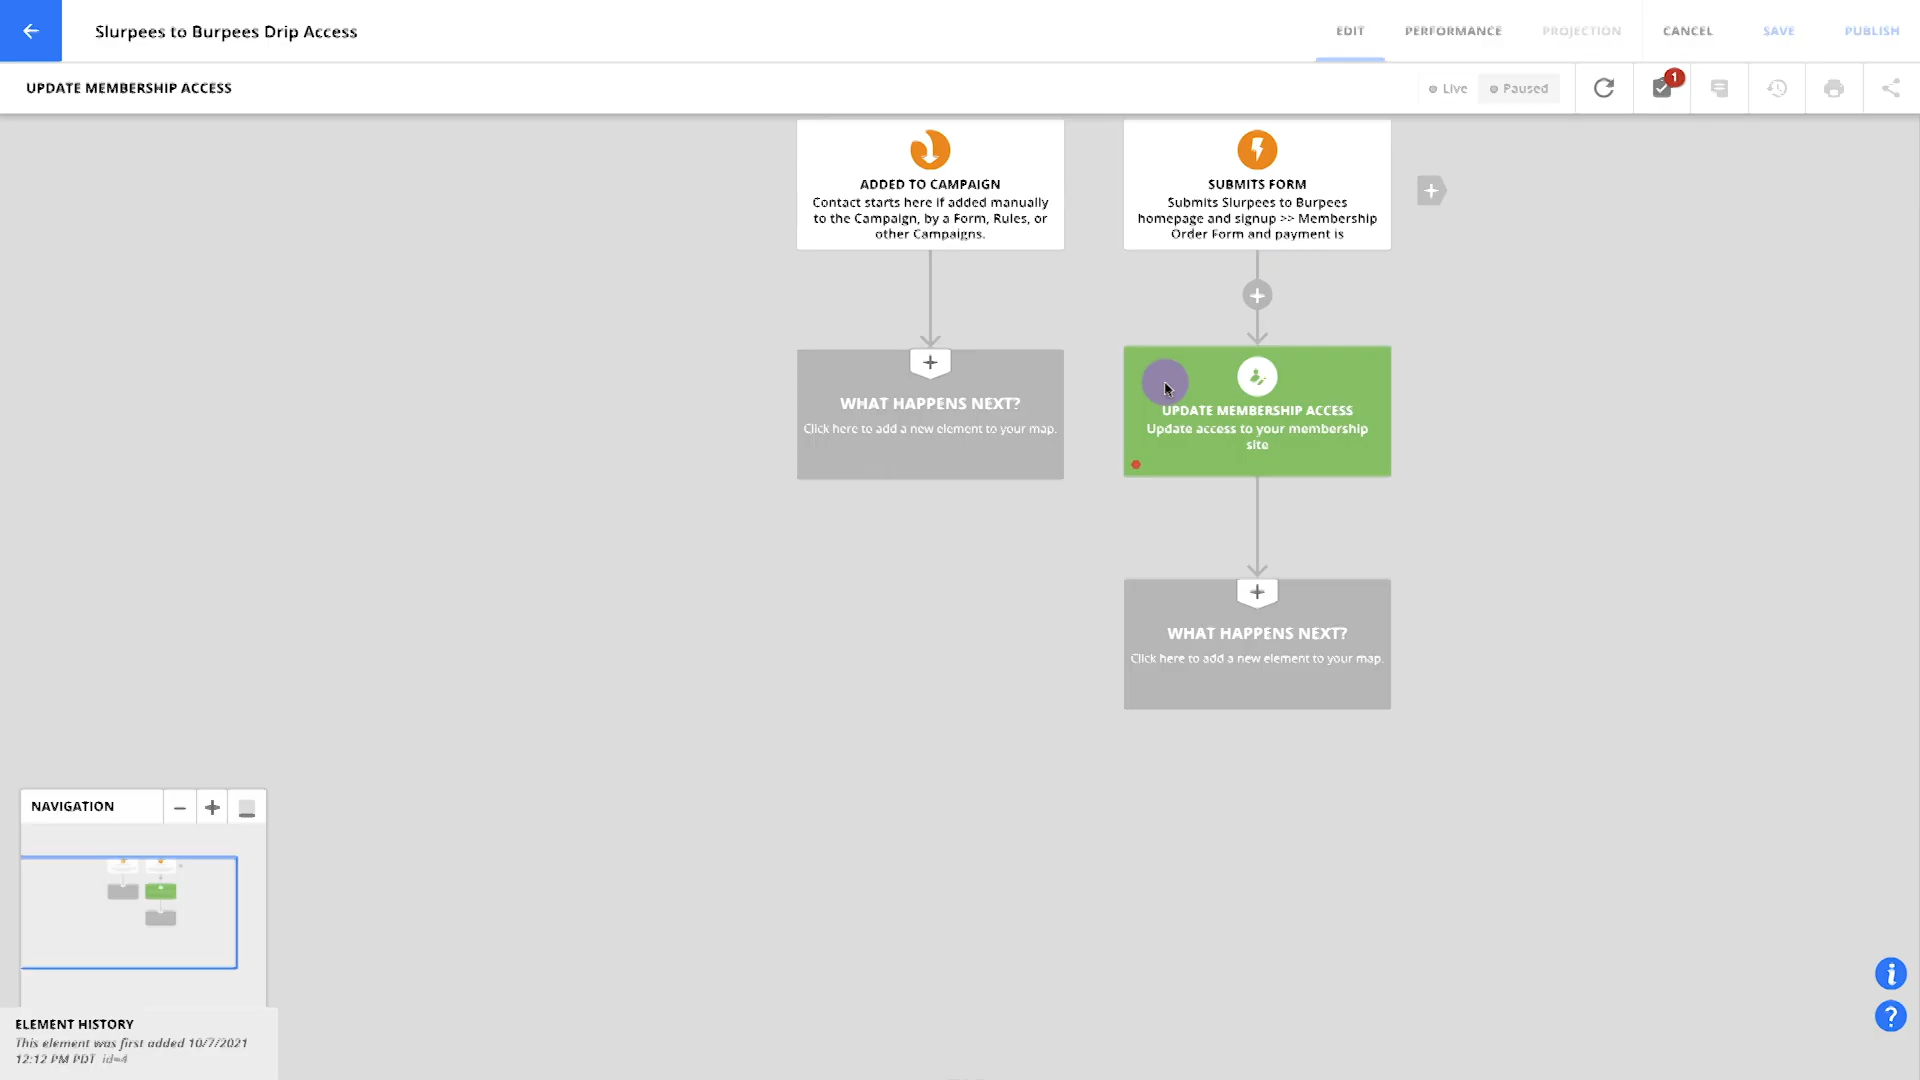 Slurpees to Burpees Drip Access
EDIT
PERFORMANCE
PROJECTION
CANCEL
SAVE
PUBLISH
UPDATE MEMBERSHIP ACCESS
Live
Paused
1
ADDED TO CAMPAIGN
Contact starts here if added manually
to the Campaign, by a Form, Rules, or
other Campaigns.
SUBMITS FORM
Submits Slurpees to Burpees
homepage and signup >> Membership
Order Form and payment is
WHAT HAPPENS NEXT?
Click here to add a new element to your map.
UPDATE MEMBERSHIP ACCESS
Update access to your membership
site
WHAT HAPPENS NEXT?
Click here to add a new element to your map.
NAVIGATION
ELEMENT HISTORY
This element was first added 10/7/2021
12:12 PM PDT id=4